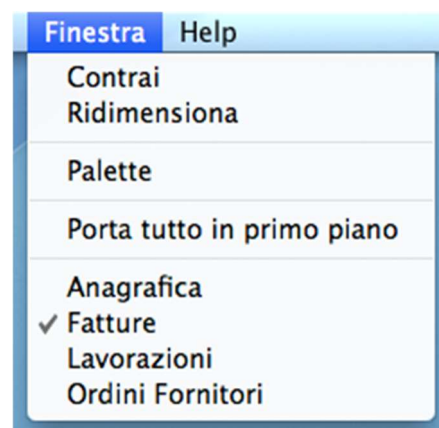 Finestra Help
Contrai
Ridimensiona
Palette
Porta tutto in primo piano
Anagrafica
✓ Fatture
Lavorazioni
Ordini Fornitori